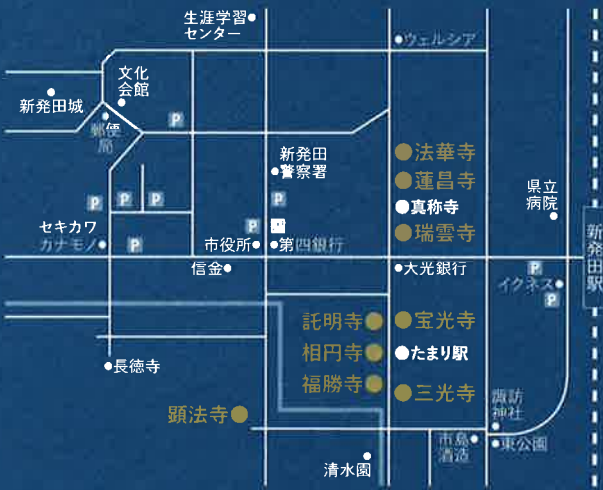 生涯学習
センター
ウェルシア
文化
会館
新発田城
郵便
局
P
新発田
警察署
法華寺
蓮昌寺
真称寺
瑞雲寺
県立
病院
P
P
P
P
セキカワ
カナモノ
P
P
市役所
第四銀行
新発田駅
信金
大光銀行
P
イクネス
P
託明寺
宝光寺
相円寺
たまり駅
福勝寺
三光寺
長徳寺
顕法寺
諏訪
神社
市島
酒造
東公園
清水園